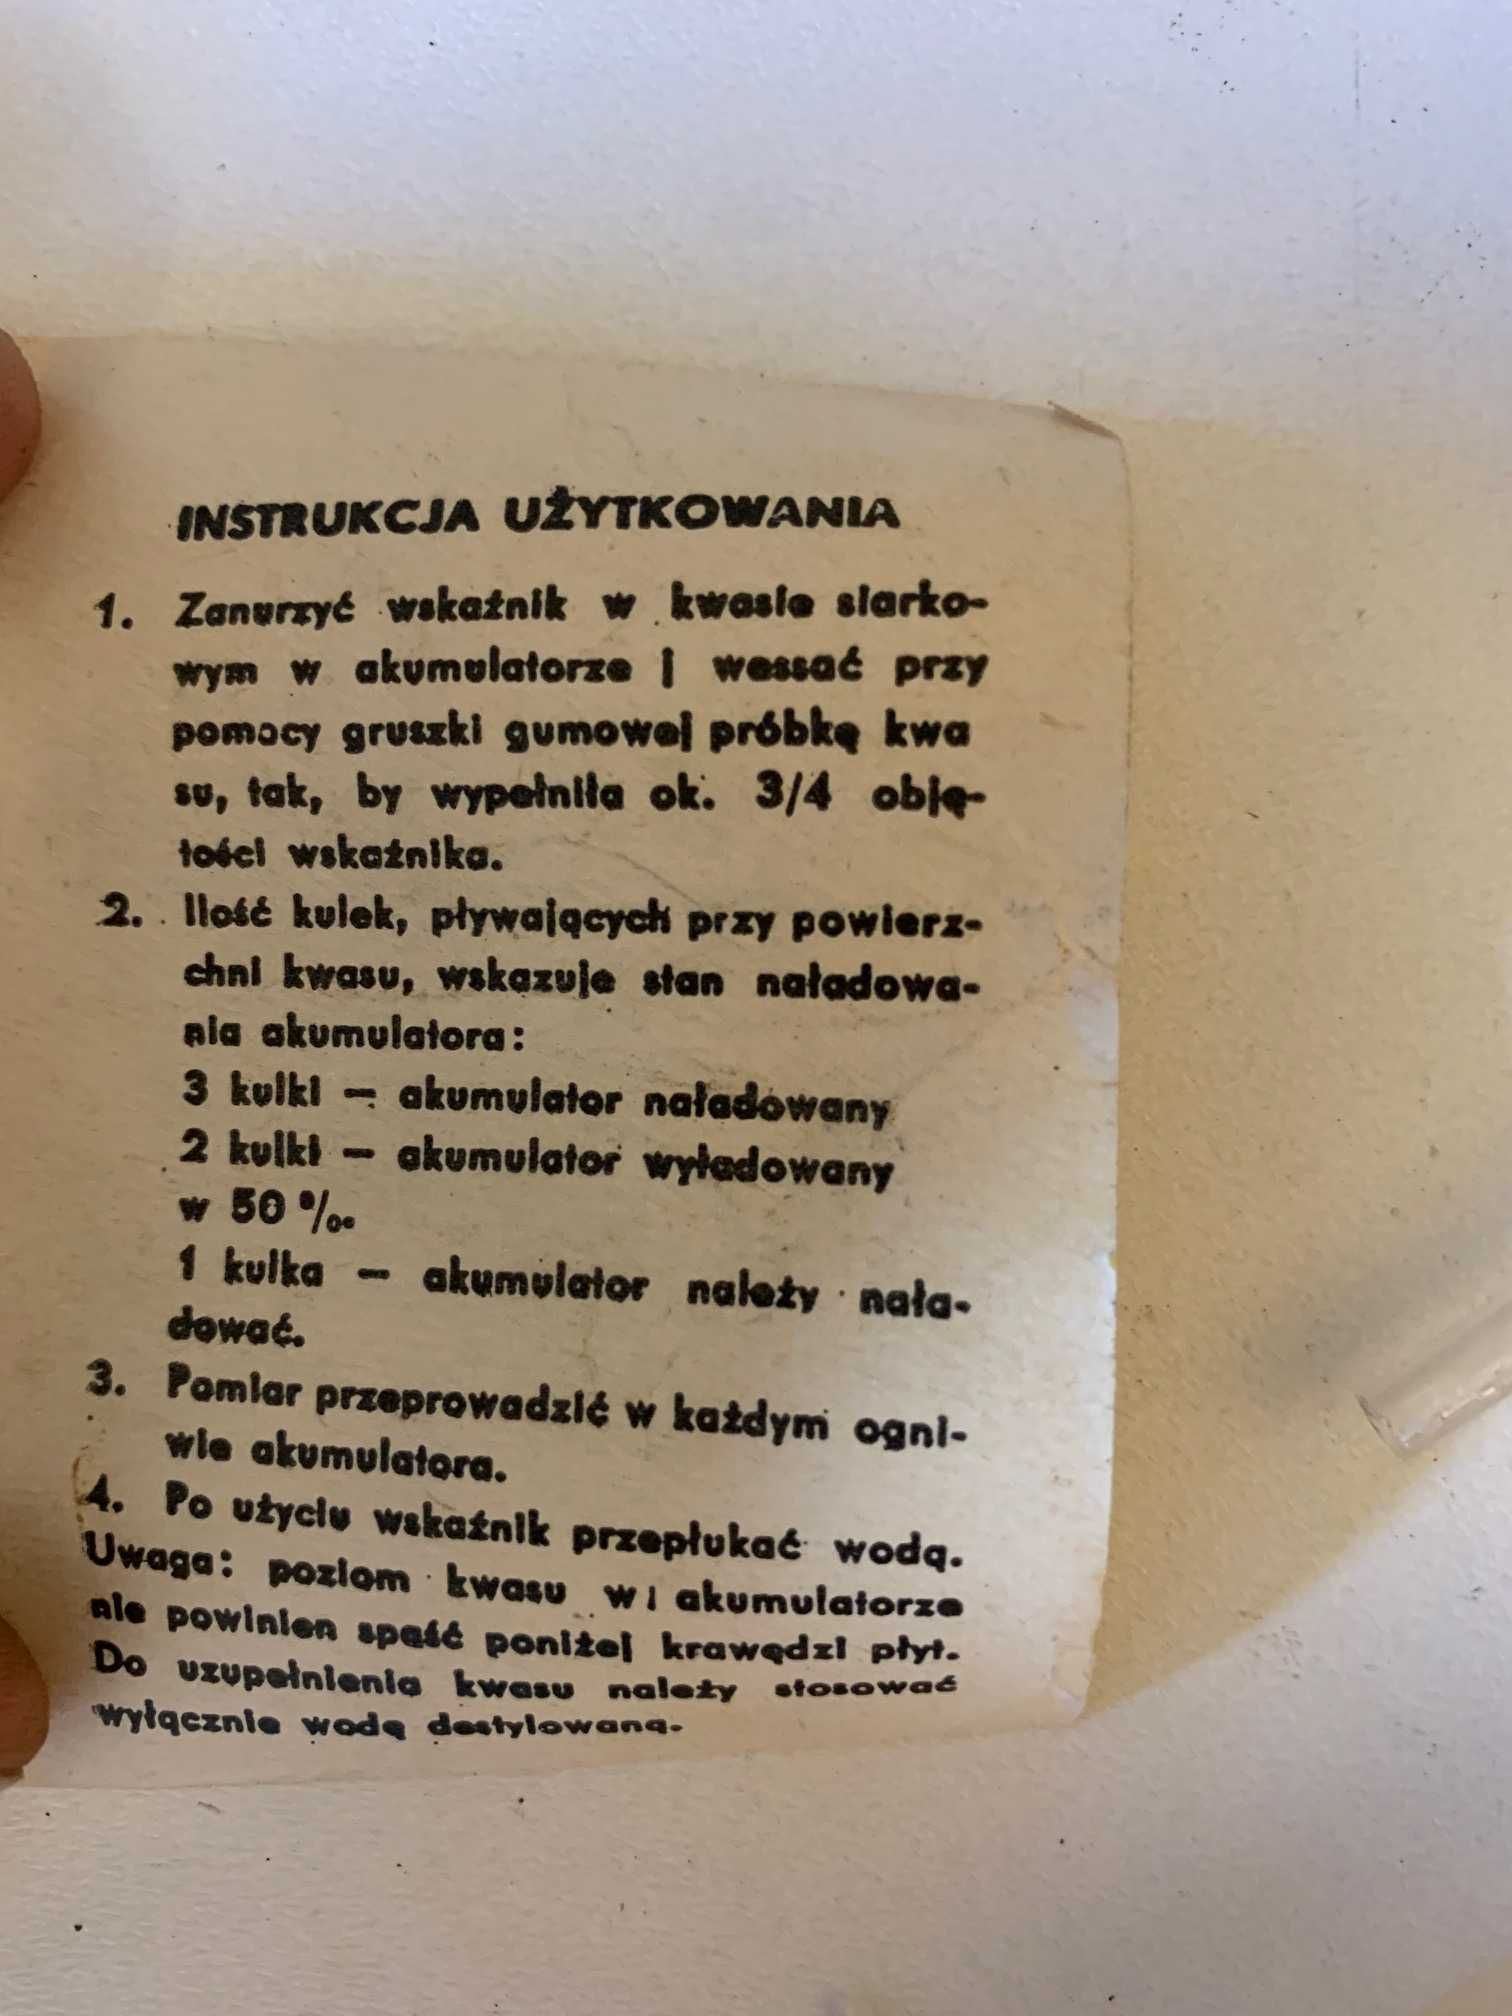 INSTRUKCJA UŻYTKOWANIA
1. Zanurzyć wskaźnik w kwasie siarko-
wym w akumulatorze i wessać przy
pomocy gruszki gumowej próbkę kwa
su, tak, by wypełniła ok. 3/4 obję-
tości wskaźnika.
2. Ilość kulek, pływających przy powierz-
chni kwasu, wskazuje stan naładowa-
nia akumulatora:
3 kulki — akumulator naładowany
2 kulki — akumulator wyładowany
w 50 %.
1 kulka — akumulator należy nała-
dować.
3. Pomiar przeprowadzić w każdym ogni-
wie akumulatora.
4. Po użyciu wskaźnik przepłukać wodą.
Uwaga: poziom kwasu w akumulatorze
nie powinien spaść poniżej krawędzi płyt.
Do uzupełnienia kwasu należy stosować
wyłącznie wodę destylowaną.